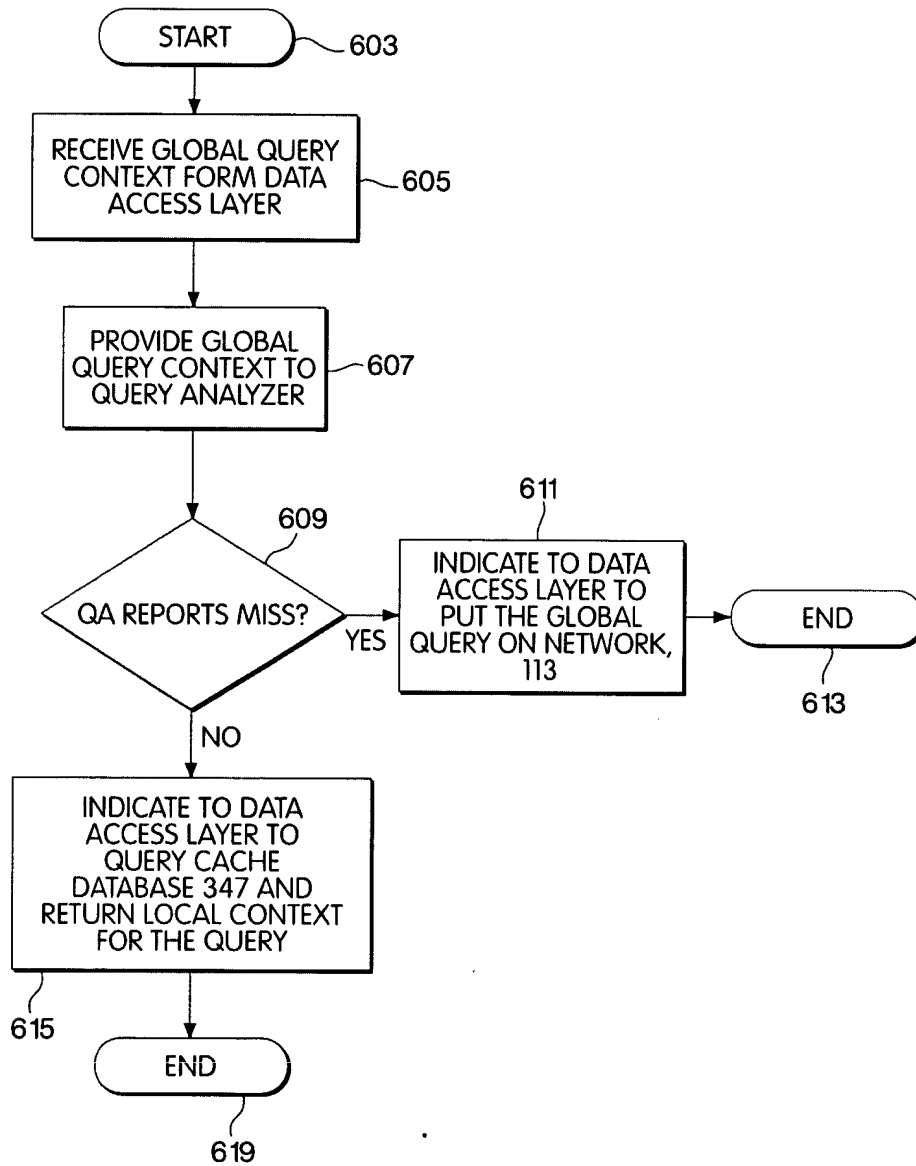 START
603
RECEIVE GLOBAL QUERY
CONTEXT FORM DATA
ACCESS LAYER
605
PROVIDE GLOBAL
QUERY CONTEXT TO
QUERY ANALYZER
607
609
QA REPORTS MISS?
YES
611
INDICATE TO DATA
ACCESS LAYER TO
PUT THE GLOBAL
QUERY ON NETWORK,
113
END
613
NO
INDICATE TO DATA
ACCESS LAYER TO
QUERY CACHE
DATABASE 347 AND
RETURN LOCAL CONTEXT
FOR THE QUERY
615
END
619